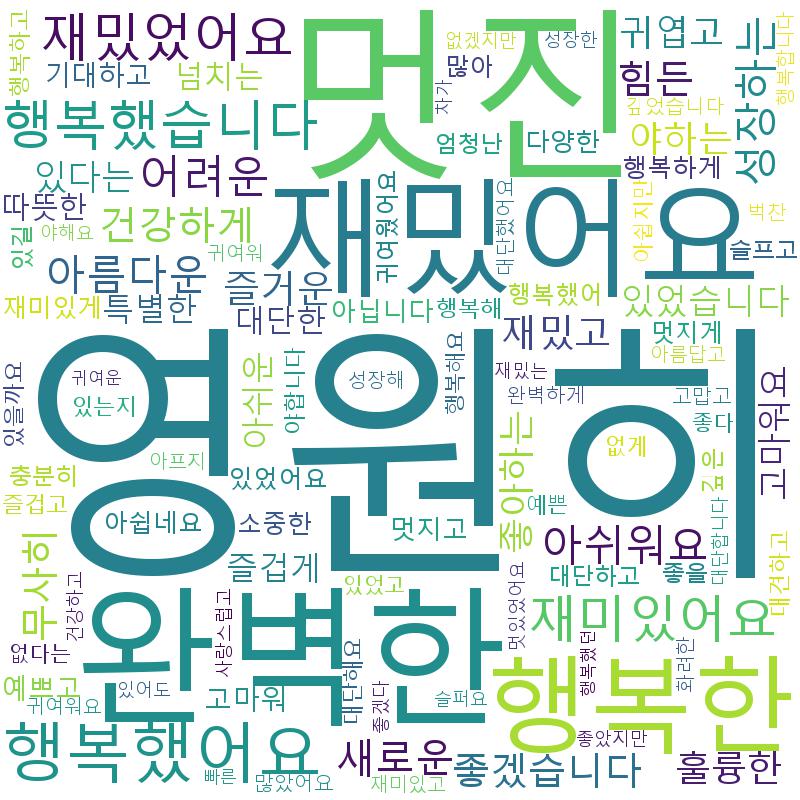 행복하고
재밌었어요
기대하고
넘치는
멋진
없겠지만
많아
차가
성장한
귀엽고
힘든
성장하는
행복합니다
행복했습니다
깊었습니다
엄청난
다양한
야하는
행복하게
있다는
어려운
따뜻한
건강하게
재밌어요
귀여웠어요
대단했어요
아쉽지만
벅찬
슬프고
있길
야해요
귀여워
아름다운
즐거운
재미있게
특별한
대단한
아닙니다
행복해
행복했어
있었습니다
재밌고
멋지게
영원히
있을까요
귀여운
있는지
아쉬운
야합니다
성장해
행복해요
재밌는
완벽하게
아름답고
고맙고
고마워요
좋다
없게
충분히
아프지
즐겁고
있었어요
아쉽네요
소중한
멋지고
좋아하는
예쁜
깊은
대단합니다
무사히
즐겁게
있었고
아쉬워요
대단하고
좋을
대견하고
건강하고
없다는
사랑스럽고
완벽한
멋있었어요
재미있어요
예쁘고
있어도
귀여워요
고마워
대단해요
좋겠다
슬퍼요
행복한
행복했던
화려한
행복했어요
빠른
많았어요
새로운
재미있고
좋겠습니다
좋았지만
훌륭한